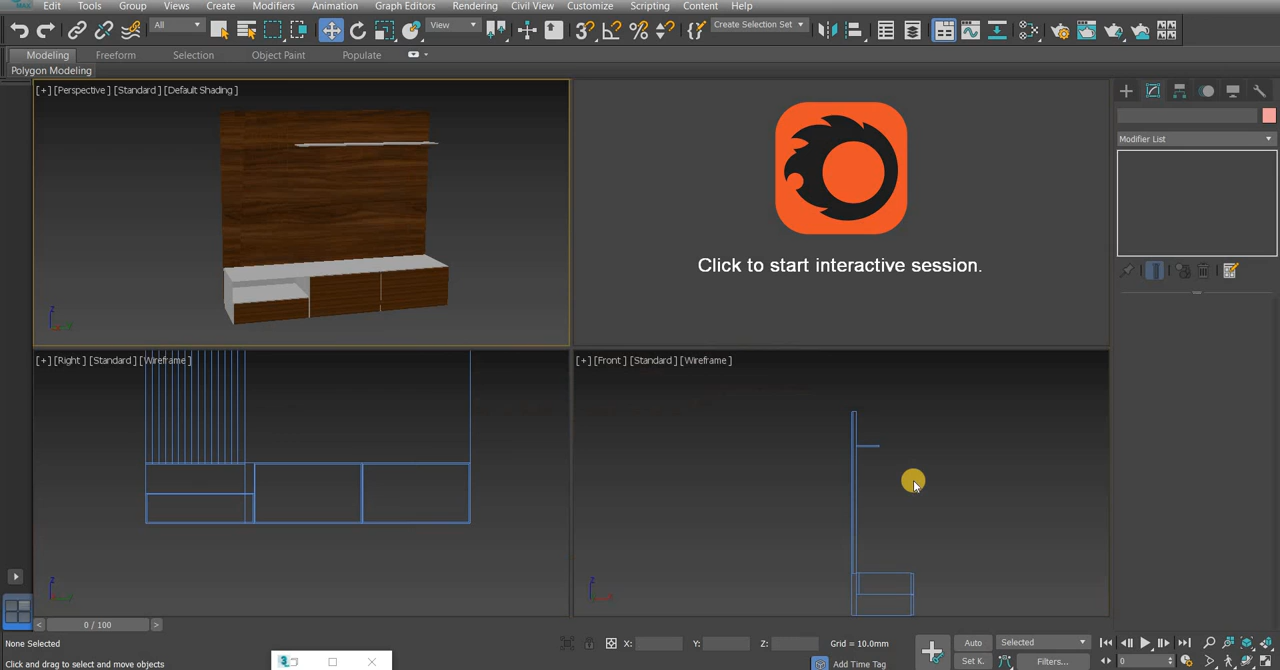 Edit Tools Group Views Create Modifiers Animation Graph Editors Rendering Civil View Customize Scripting Content Help
All View Create Selection Set
Modeling Freeform Selection Object Paint Populate
Polygon Modeling
[+] [Perspective ] [Standard ] [Default Shading ]
Click to start interactive session.
Modifier List
[+] [Right ] [Standard ] [Wireframe ]
[+] [Front ] [Standard ] [Wireframe ]
0 / 100
None Selected X: Y: Z: Grid = 10.0mm Auto Selected
Click and drag to select and move objects Add Time Tag Set K. Filters... 0